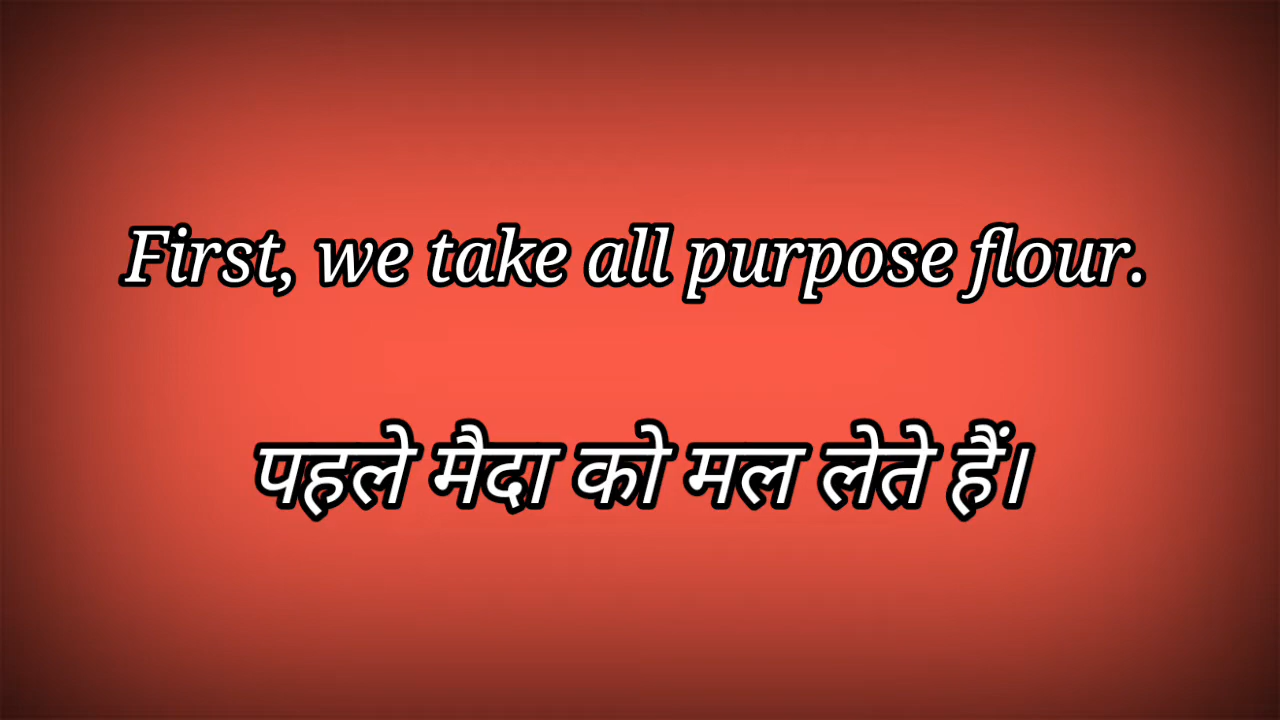 First, we take all purpose flour.
पहले मैदा को मल लेते हैं।